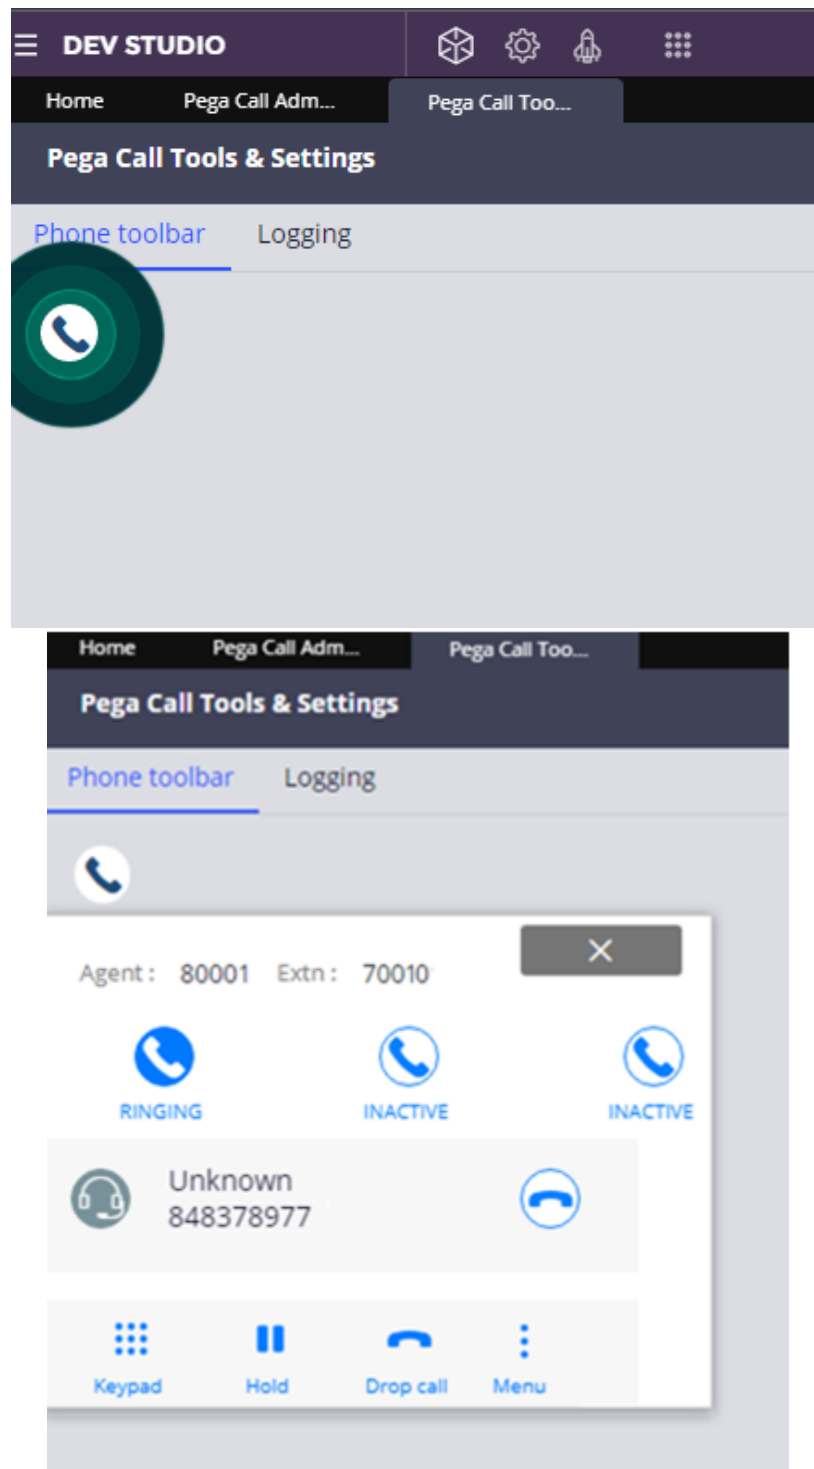 DEV STUDIO
Home Pega Call Adm... Pega Call Too...
Pega Call Tools & Settings
Phone toolbar Logging
Home Pega Call Adm... Pega Call Too...
Pega Call Tools & Settings
Phone toolbar Logging
Agent : 80001 Extn : 70010
RINGING INACTIVE INACTIVE
Unknown
848378977
Keypad Hold Drop call Menu